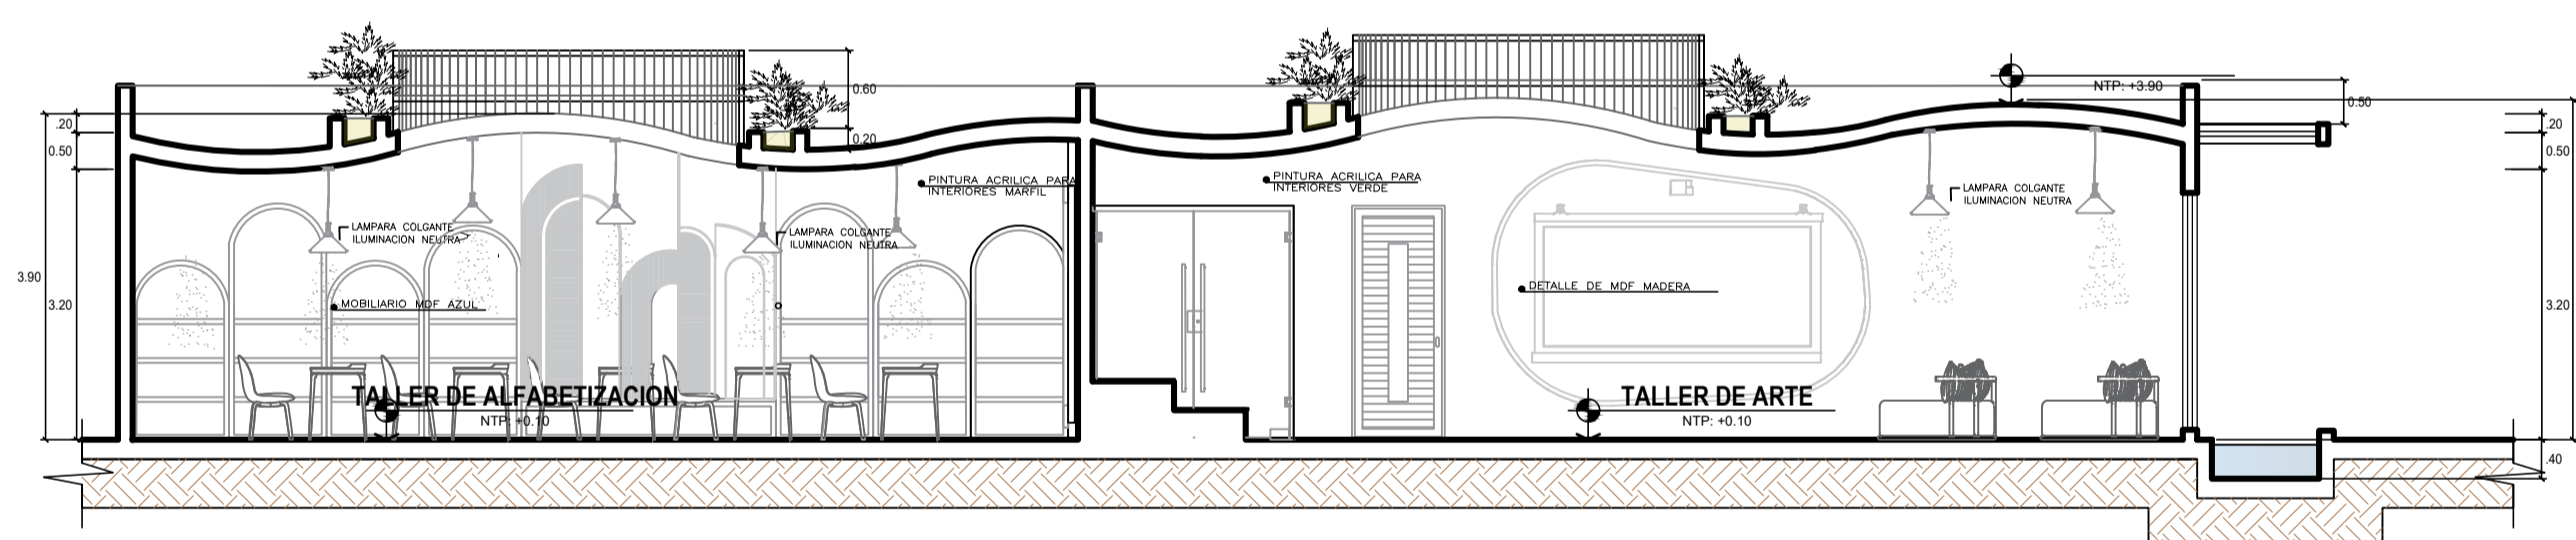 NTP: +3.90
0.60
0.50
.20
.20
0.50
0.20
0.50
PINTURA ACRILICA PARA
INTERIORES MARFIL
PINTURA ACRILICA PARA
INTERIORES VERDE
LAMPARA COLGANTE
ILUMINACION NEUTRA
LAMPARA COLGANTE
ILUMINACION NEUTRA
LAMPARA COLGANTE
ILUMINACION NEUTRA
3.90
3.20
MOBILIARIO MDF AZUL
DETALLE DE MDF MADERA
3.20
TALLER DE ALFABETIZACION
NTP: +0.10
TALLER DE ARTE
NTP: +0.10
.40